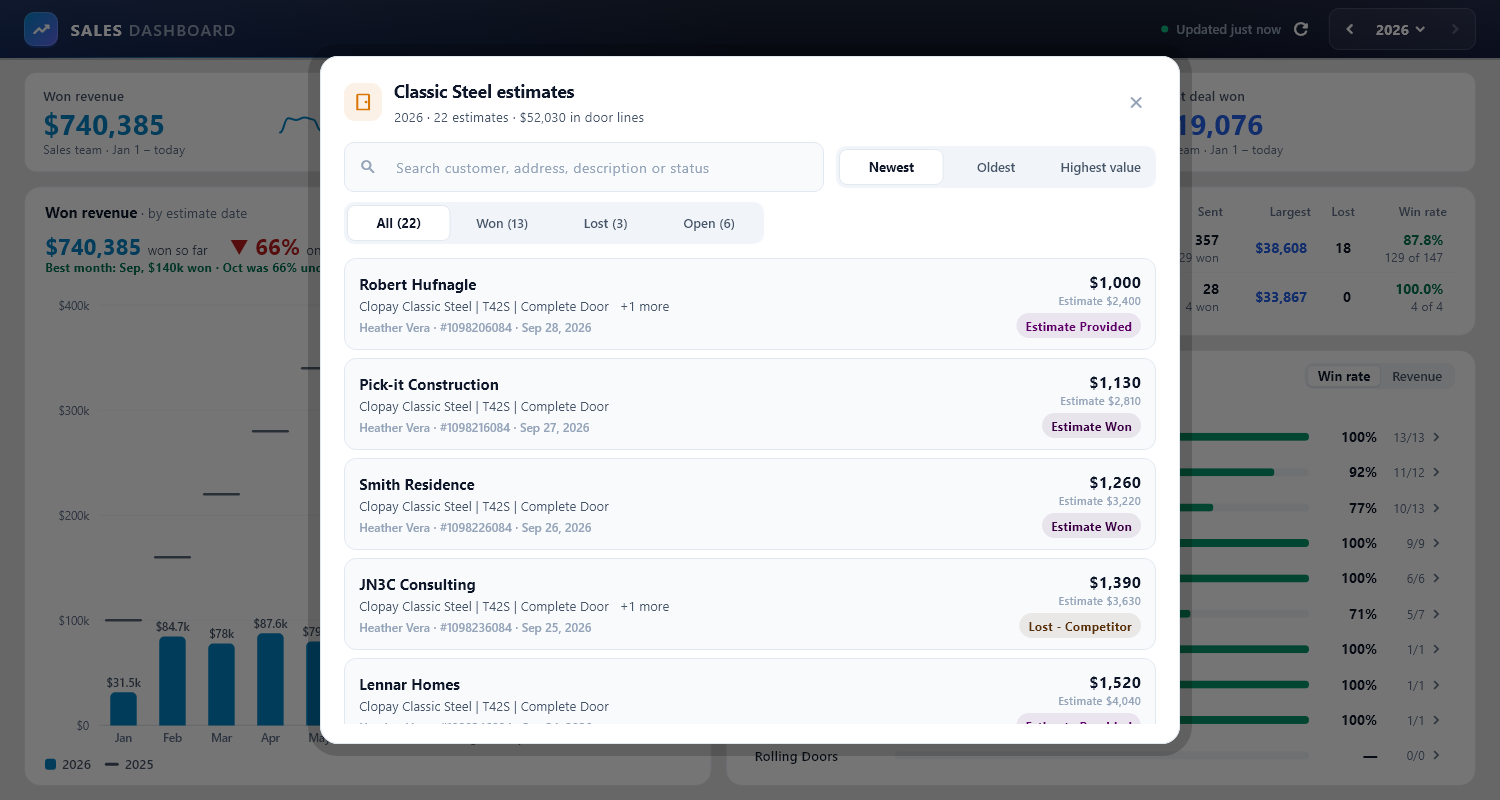 SALES DASHBOARD
Updated just now
2026
Won revenue
$740,385
Sales team · Jan 1 – today
t deal won
19,076
eam · Jan 1 – today
Classic Steel estimates
2026 · 22 estimates · $52,030 in door lines
Search customer, address, description or status
Newest
Oldest
Highest value
All (22)
Won (13)
Lost (3)
Open (6)
Robert Hufnagle
Clopay Classic Steel | T42S | Complete Door +1 more
Heather Vera · #1098206084 · Sep 28, 2026
$1,000
Estimate $2,400
Estimate Provided
Pick-it Construction
Clopay Classic Steel | T42S | Complete Door
Heather Vera · #1098216084 · Sep 27, 2026
$1,130
Estimate $2,810
Estimate Won
Smith Residence
Clopay Classic Steel | T42S | Complete Door
Heather Vera · #1098226084 · Sep 26, 2026
$1,260
Estimate $3,220
Estimate Won
JN3C Consulting
Clopay Classic Steel | T42S | Complete Door +1 more
Heather Vera · #1098236084 · Sep 25, 2026
$1,390
Estimate $3,630
Lost - Competitor
Lennar Homes
Clopay Classic Steel | T42S | Complete Door
$1,520
Estimate $4,040
Won revenue · by estimate date
$740,385 won so far ▼ 66% on
Best month: Sep, $140k won · Oct was 66% und
$400k
$300k
$200k
$100k
$0
$31.5k
$84.7k
$78k
$87.6k
$79
Jan
Feb
Mar
Apr
May
2026
2025
Sent
Largest
Lost
Win rate
357
29 won
$38,608
18
87.8%
129 of 147
28
4 won
$33,867
0
100.0%
4 of 4
Win rate
Revenue
100% 13/13
92% 11/12
77% 10/13
100% 9/9
100% 6/6
71% 5/7
100% 1/1
100% 1/1
100% 1/1
Rolling Doors — 0/0